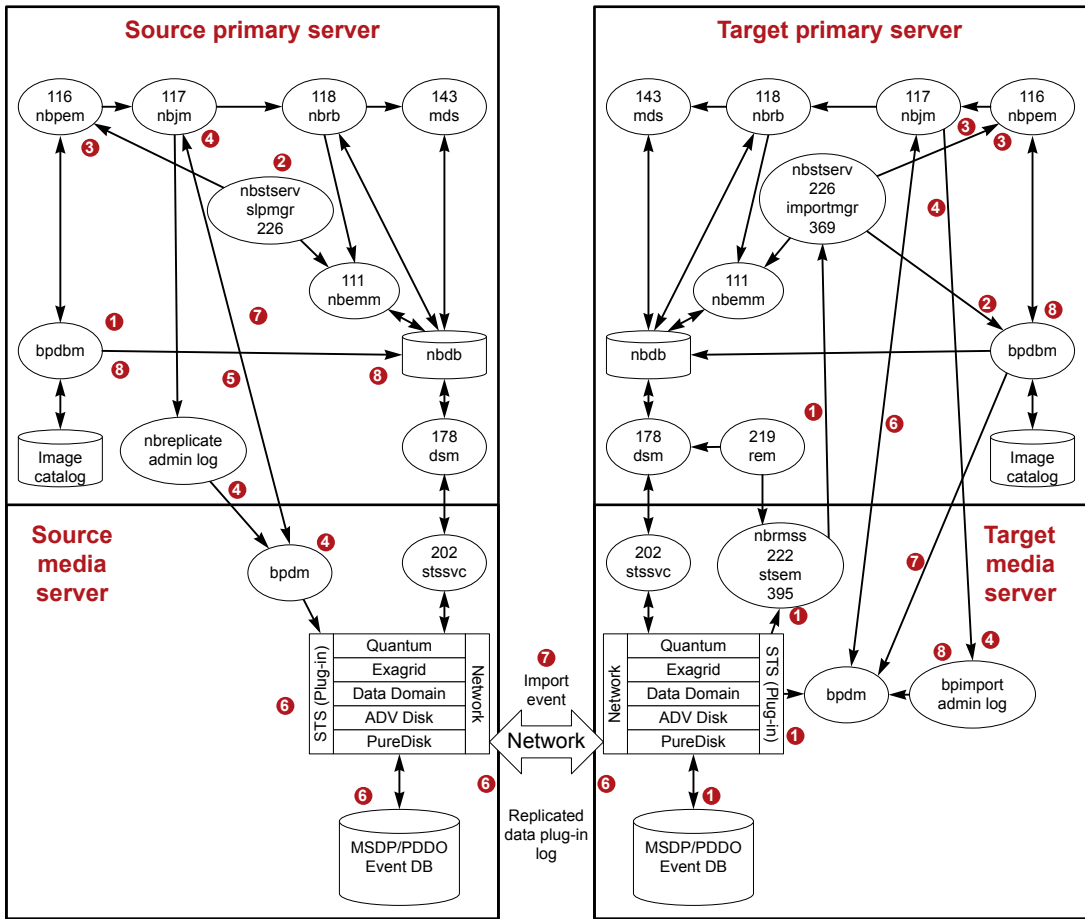 Source primary server
116
nbpem
117
nbjm
118
nbrb
143
mds
3
4
2
nbstserv
slpmgr
226
111
nbemm
1
7
bpdbm
8
5
nbdb
8
Image
catalog
nbreplicate
admin log
178
dsm
4
Source
media
server
4
bpdm
202
stssvc
STS (Plug-in)
Quantum
Exagrid
Data Domain
ADV Disk
PureDisk
Network
6
6
6
MSDP/PDDO
Event DB
7
Import
event
Network
Replicated
data plug-in
log
Target primary server
143
mds
118
nbrb
117
nbjm
116
nbpem
3
3
nbstserv
226
importmgr
369
4
111
nbemm
2
8
nbdb
bpdbm
1
6
178
dsm
219
rem
Image
catalog
Target
media
server
202
stssvc
nbrmss
222
stsem
395
7
1
4
8
Network
Quantum
Exagrid
Data Domain
ADV Disk
PureDisk
STS (Plug-in)
bpdm
bpimport
admin log
1
6
1
MSDP/PDDO
Event DB